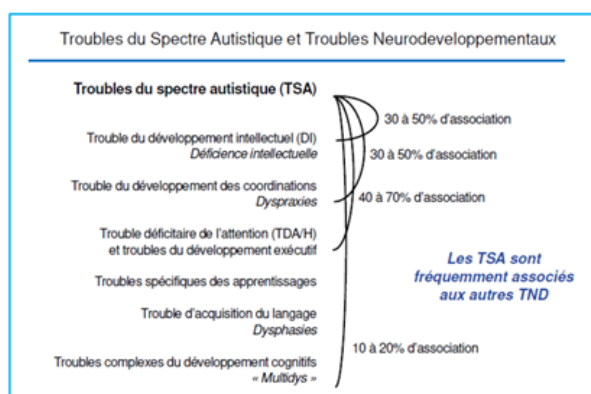 Troubles du Spectre Autistique et Troubles Neurodeveloppementaux
Troubles du spectre autistique (TSA)
30 à 50% d'association
Trouble du développement intellectuel (DI)
Déficience intellectuelle
30 à 50% d'association
Trouble du développement des coordinations
Dyspraxies
40 à 70% d'association
Trouble déficitaire de l'attention (TDA/H)
et troubles du développement exécutif
Les TSA sont
fréquemment associés
aux autres TND
Troubles spécifiques des apprentissages
Trouble d'acquisition du langage
Dysphasies
10 à 20% d'association
Troubles complexes du développement cognitifs
« Multidys »